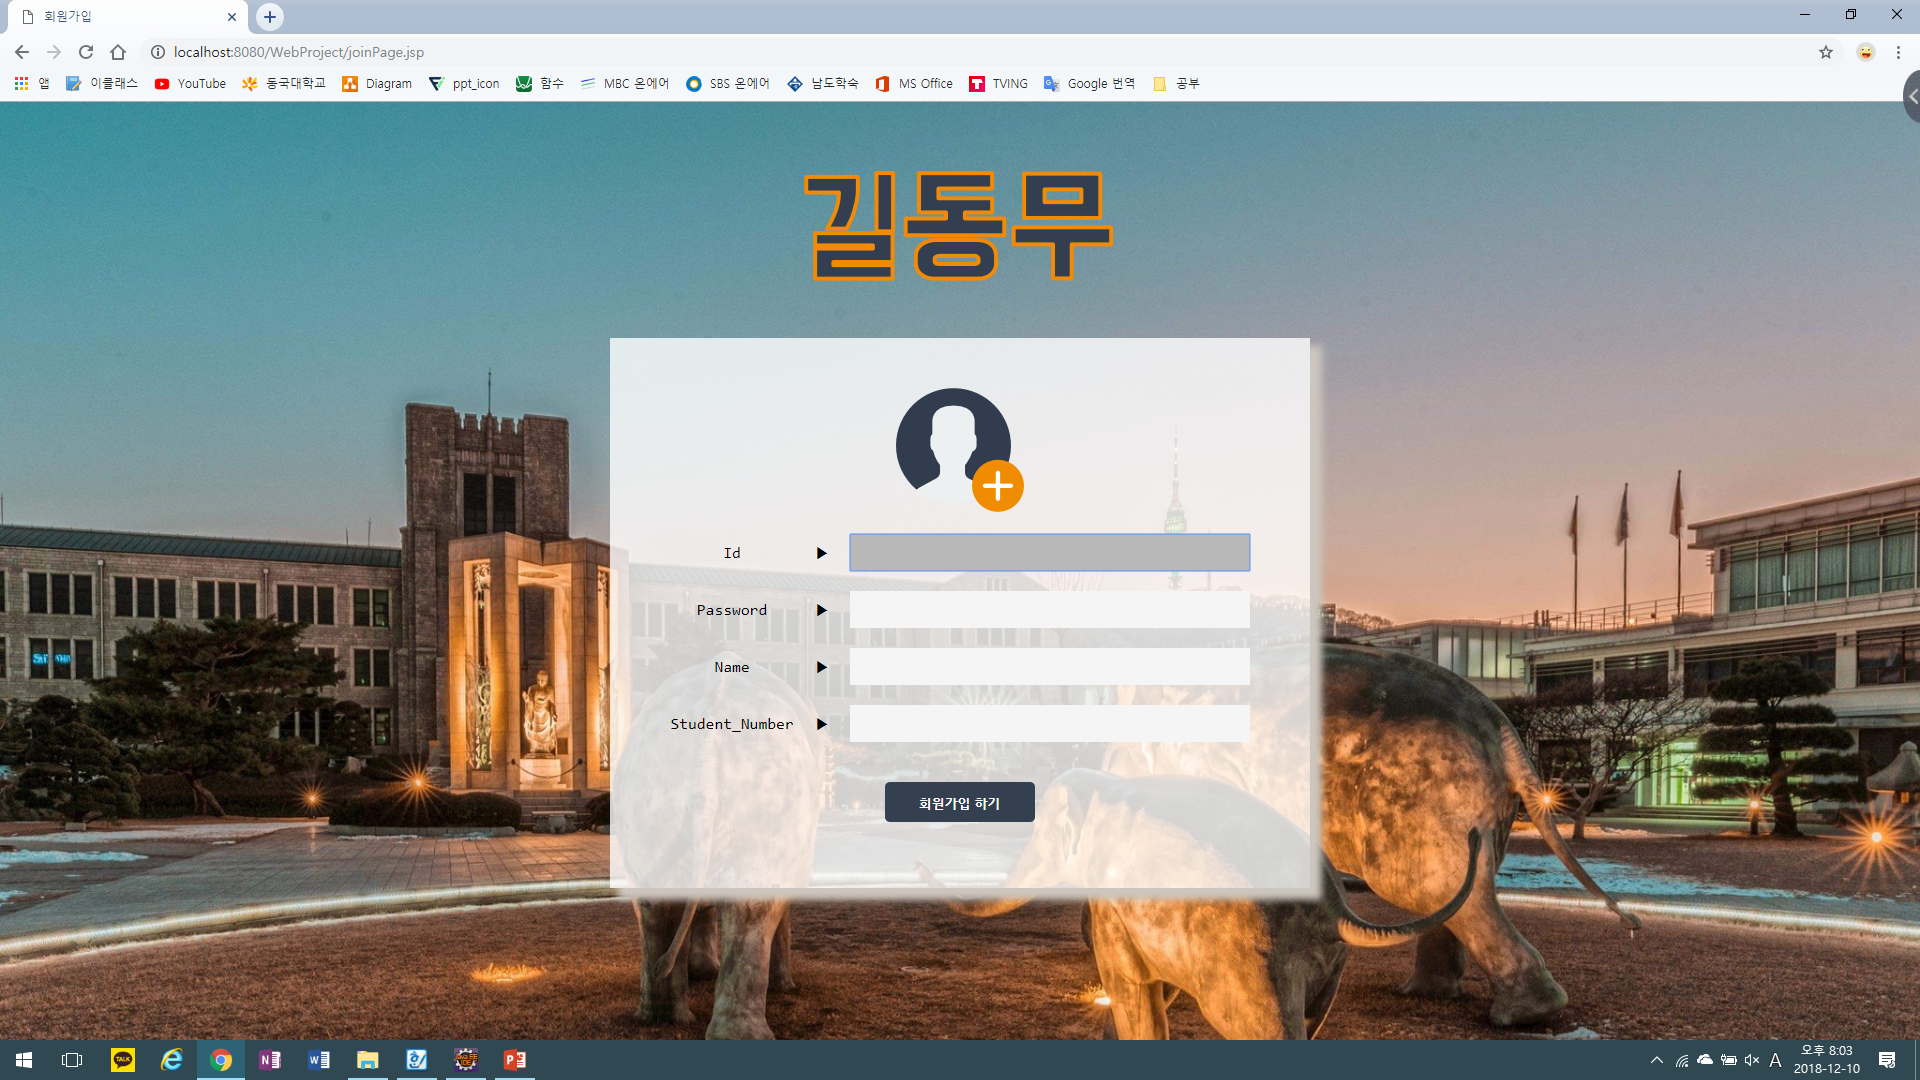 회원가입
localhost:8080/WebProject/joinPage.jsp
앱 이클래스 YouTube 동국대학교 Diagram ppt_icon 함수 MBC 온에어 SBS 온에어 남도학숙 MS Office TVING Google 번역 공부
길동무
Id ▶
Password ▶
Name ▶
Student_Number ▶
회원가입 하기
TALK
A 오후 8:03
2018-12-10